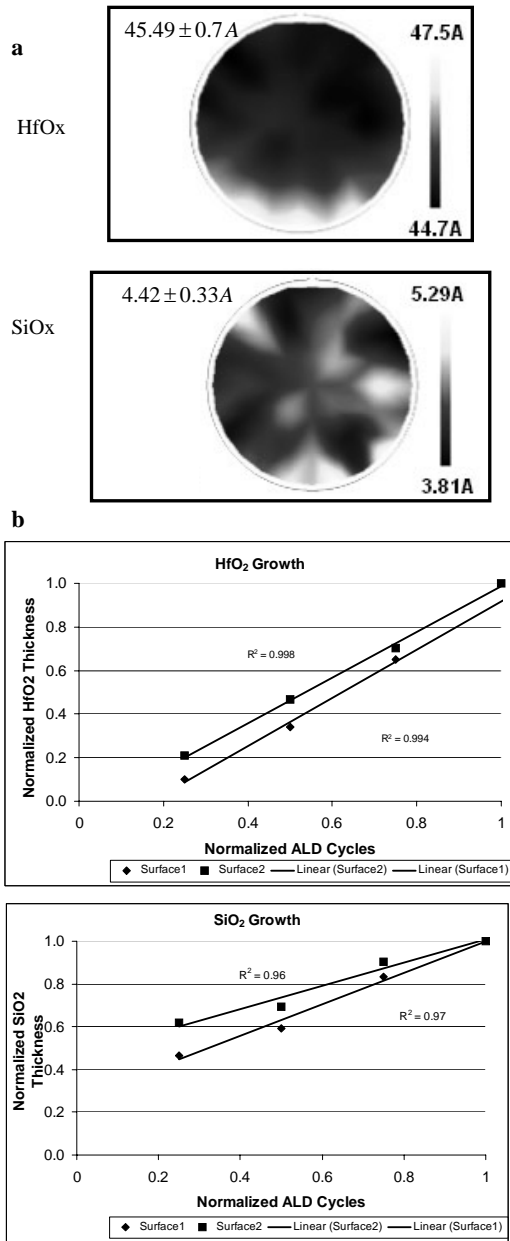 a
45.49 ± 0.7A
47.5A
HfOx
44.7A
4.42 ± 0.33A
5.29A
SiOx
3.81A
b
HfO2 Growth
Normalized HfO2 Thickness
1.0
0.8
0.6
0.4
0.2
0.0
R² = 0.998
R² = 0.994
0 0.2 0.4 0.6 0.8 1
Normalized ALD Cycles
Surface1 Surface2 Linear (Surface2) Linear (Surface1)
SiO2 Growth
Normalized SiO2
Thickness
1.0
0.8
0.6
0.4
0.2
0.0
R² = 0.96
R² = 0.97
0 0.2 0.4 0.6 0.8 1
Normalized ALD Cycles
Surface1 Surface2 Linear (Surface2) Linear (Surface1)